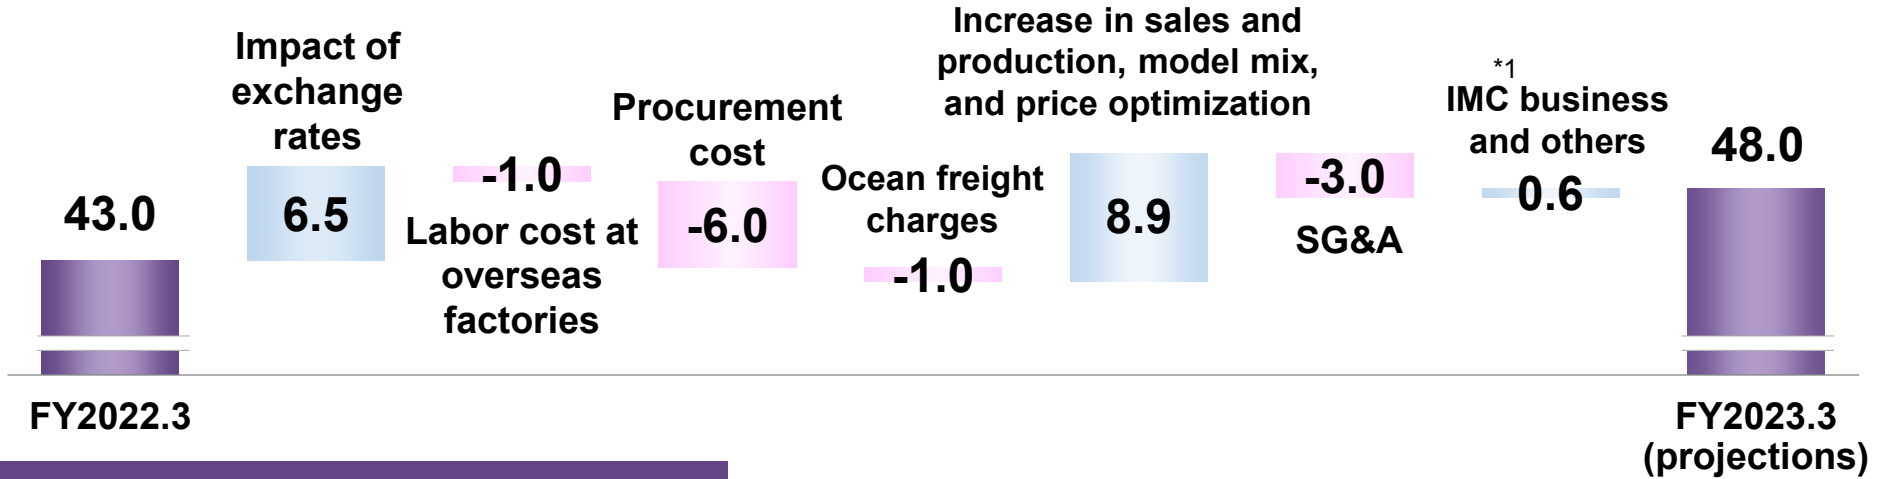 43.0
Impact of
exchange
rates
6.5
-1.0
Labor cost at
overseas
factories
Procurement
cost
-6.0
Ocean freight
charges
-1.0
Increase in sales and
production, model mix,
and price optimization
8.9
-3.0
SG&A
*1
IMC business
and others
0.6
48.0
FY2022.3
FY2023.3
(projections)